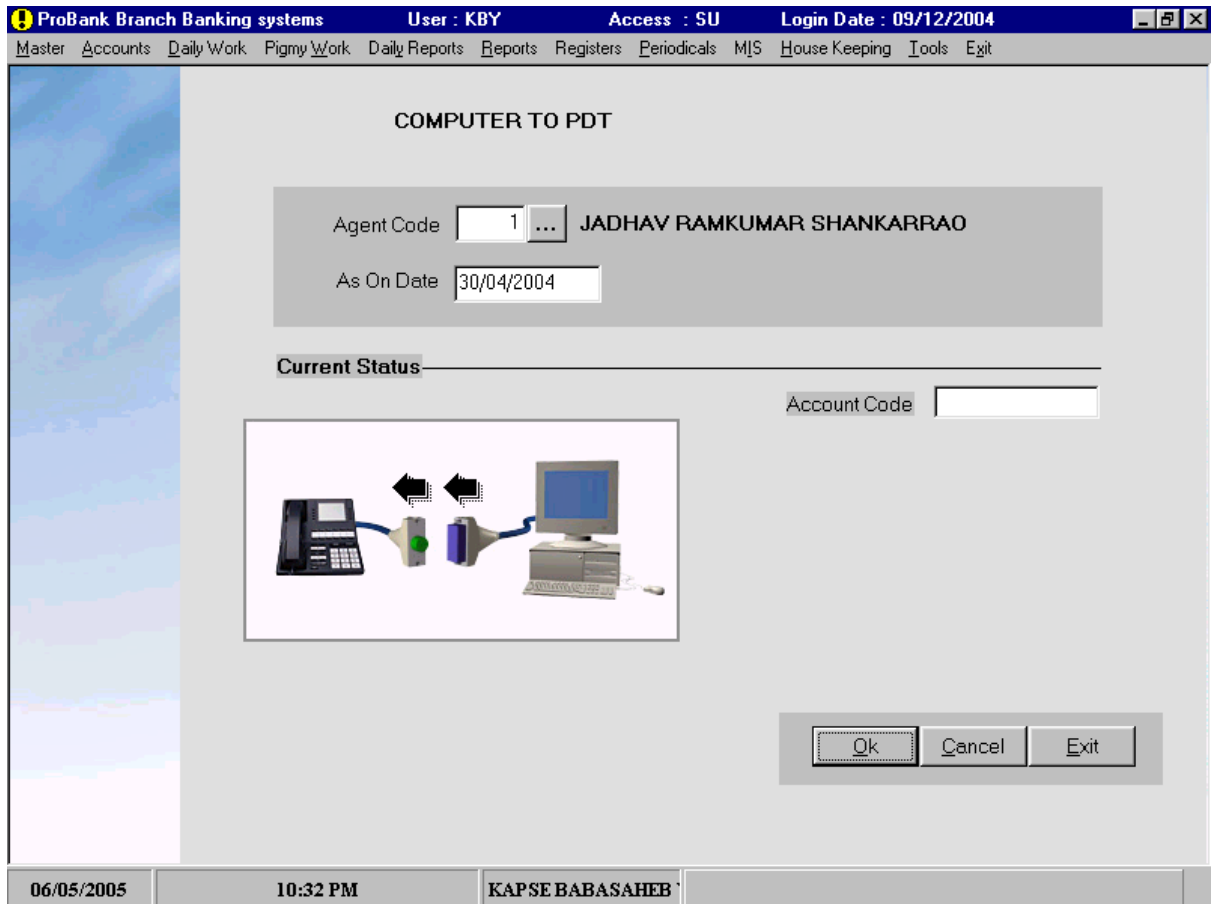 ProBank Branch Banking systems User : KBY Access : SU Login Date : 09/12/2004
Master Accounts Daily Work Pigmy Work Daily Reports Reports Registers Periodicals MIS House Keeping Tools Exit
COMPUTER TO PDT
Agent Code 1 ... JADHAV RAMKUMAR SHANKARRAO
As On Date 30/04/2004
Current Status
Account Code
Ok Cancel Exit
06/05/2005 10:32 PM KAPSE BABASAHEB